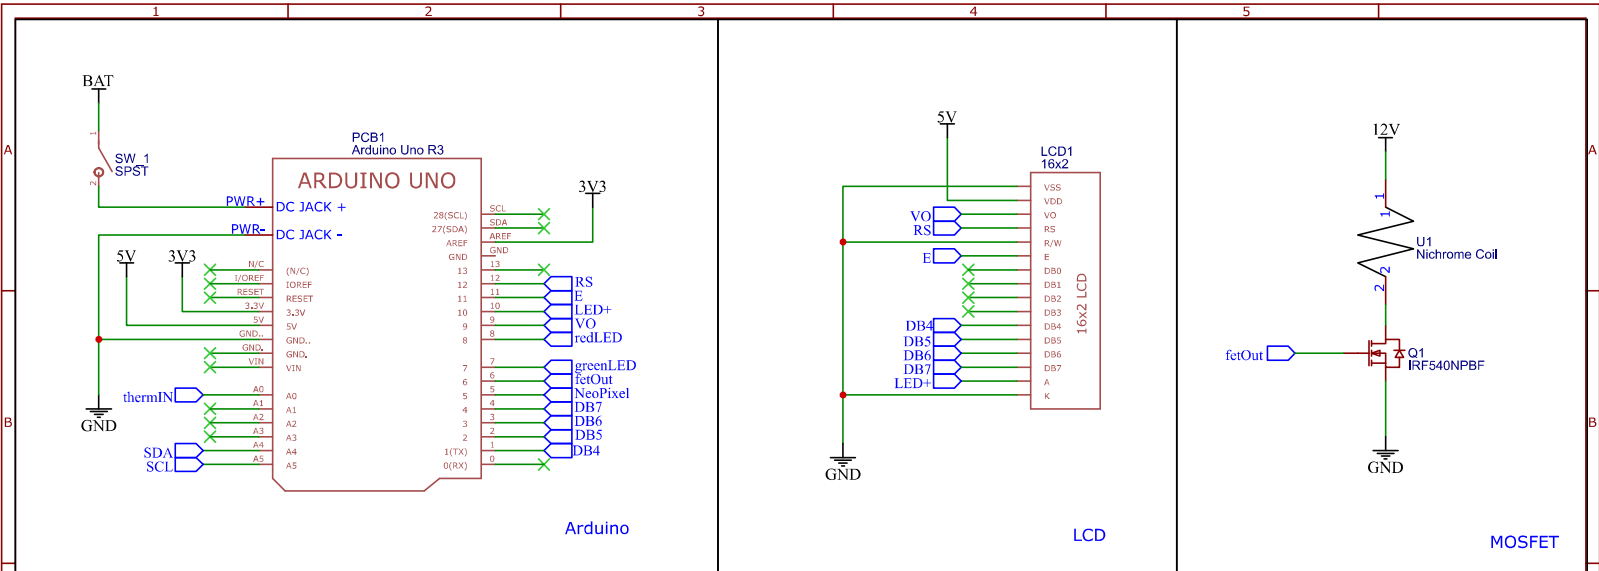 1 2 3 4 5
A A
B B
BAT
1
2
SW_1
SPST
PCB1
Arduino Uno R3
ARDUINO UNO
PWR+ DC JACK +
PWR- DC JACK -
5V 3V3
N/C (N/C)
I/OREF IOREF
RESET RESET
3.3V 3.3V
5V 5V
GND.. GND..
GND. GND.
VIN VIN
thermIN A0 A0
A1 A1
A2 A2
A3 A3
SDA A4 A4
SCL A5 A5
GND
3V3
28(SCL) SCL
27(SDA) SDA
AREF AREF
GND GND
13 13
12 12 RS
11 11 E
10 10 LED+
9 9 VO
8 8 redLED
7 7 greenLED
6 6 fetOut
5 5 NeoPixel
4 4 DB7
3 3 DB6
2 2 DB5
1(TX) 1 DB4
0(RX) 0
Arduino
5V
LCD1
16x2
VSS
VDD
VO VO
RS RS
R/W
E E
DB0
DB1
DB2
DB3
DB4 DB4
DB5 DB5
DB6 DB6
DB7 DB7
LED+ A
K
16x2 LCD
GND
LCD
12V
1
1
U1
Nichrome Coil
2
2
fetOut
Q1
IRF540NPBF
GND
MOSFET